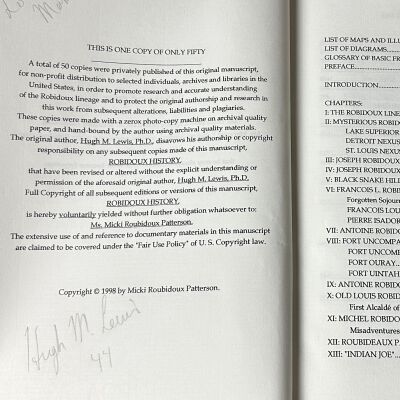 THIS IS ONE COPY OF ONLY FIFTY
A total of 50 copies were privately published of this original manuscript,
for non-profit distribution to selected individuals, archives and libraries in the
United States, in order to promote research and accurate understanding
of the Robidoux lineage and to protect the original authorship and research in
this work from subsequent alterations, liabilities and plagiaries.
These copies were made with a zerox photo-copy machine on archival quality
paper, and hand-bound by the author using archival quality materials.
The original author, Hugh M. Lewis, Ph.D., disavows his authorship or copyright
responsibility on any subsequent copies made of this manuscript,
ROBIDOUX HISTORY,
that have been revised or altered without the explicit understanding or
permission of the aforesaid original author, Hugh M. Lewis, Ph.D.
Full Copyright of all subsequent editions or versions of this manuscript,
ROBIDOUX HISTORY,
is hereby voluntarily yielded without further obligation whatsoever to:
Ms. Micki Roubidoux Patterson.
The extensive use of and reference to documentary materials in this manuscript
are claimed to be covered under the "Fair Use Policy" of U. S. Copyright law.
Copyright © 1998 by Micki Roubidoux Patterson.
Hugh M Lewis
44
LIST OF MAPS AND ILLU
LIST OF DIAGRAMS
GLOSSARY OF BASIC FR
PREFACE
INTRODUCTION
CHAPTERS:
I: THE ROBIDOUX LINE
II: MYSTERIOUS ROBIDO
LAKE SUPERIOR
DETROIT NEXUS
ST. LOUIS NEXUS
III: JOSEPH ROBIDOUX
IV: JOSEPH ROBIDOUX
V: BLACK SNAKE HIL
VI: FRANCOIS L. ROBI
Forgotten Sojourn
FRANCOIS LOU
PIERRE ISADOR
VII: ANTOINE ROBIDO
VIII: FORT UNCOMPA
FORT UNCOMP
FORT OURAY
FORT UINTAH
IX: ANTOINE ROBIDO
X: OLD LOUIS ROBIDO
First Alcaldé of
XI: MICHEL ROBIDO
Misadventures
XII: ROUBIDEAUX P
XIII: "INDIAN JOE"